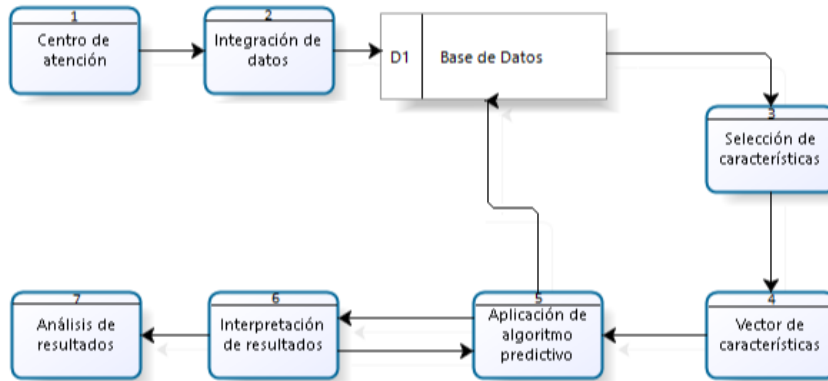 1
Centro de
atención
2
Integración de
datos
D1
Base de Datos
3
Selección de
características
7
Análisis de
resultados
6
Interpretación
de resultados
5
Aplicación de
algoritmo
predictivo
4
Vector de
características